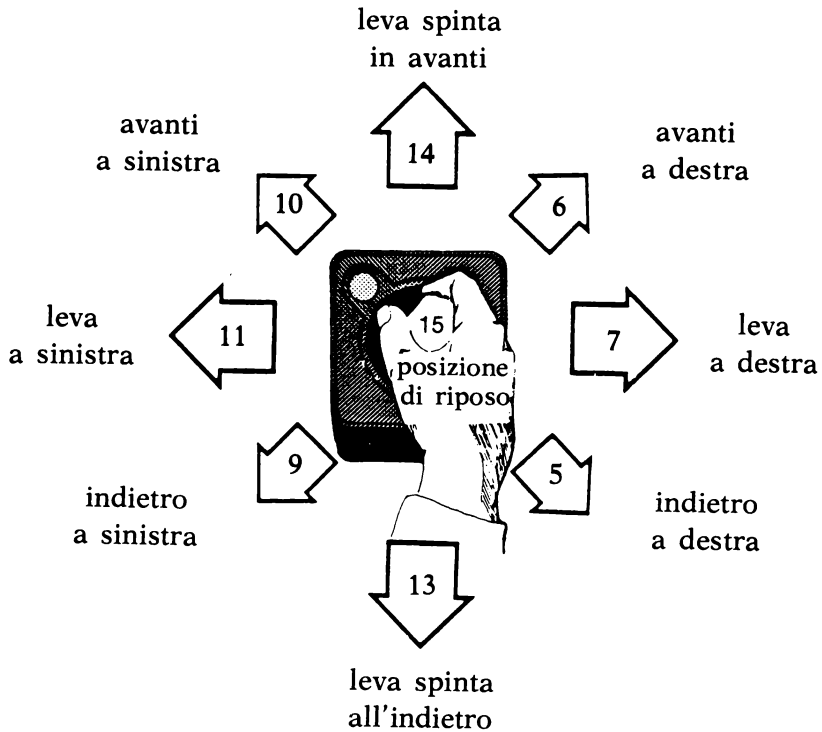 leva spinta
in avanti
14
avanti
a sinistra
10
avanti
a destra
6
leva
a sinistra
11
15
posizione
di riposo
7
leva
a destra
9
indietro
a sinistra
5
indietro
a destra
13
leva spinta
all'indietro